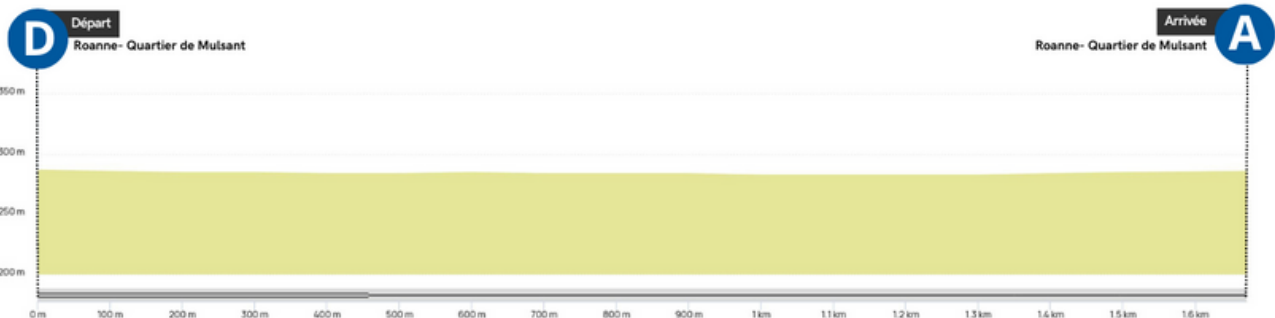 D
Départ
Roanne- Quartier de Mulsant
Arrivée
A
Roanne- Quartier de Mulsant
350 m
300 m
250 m
200 m
0 m 100 m 200 m 300 m 400 m 500 m 600 m 700 m 800 m 900 m 1 km 1.1 km 1.2 km 1.3 km 1.4 km 1.5 km 1.6 km